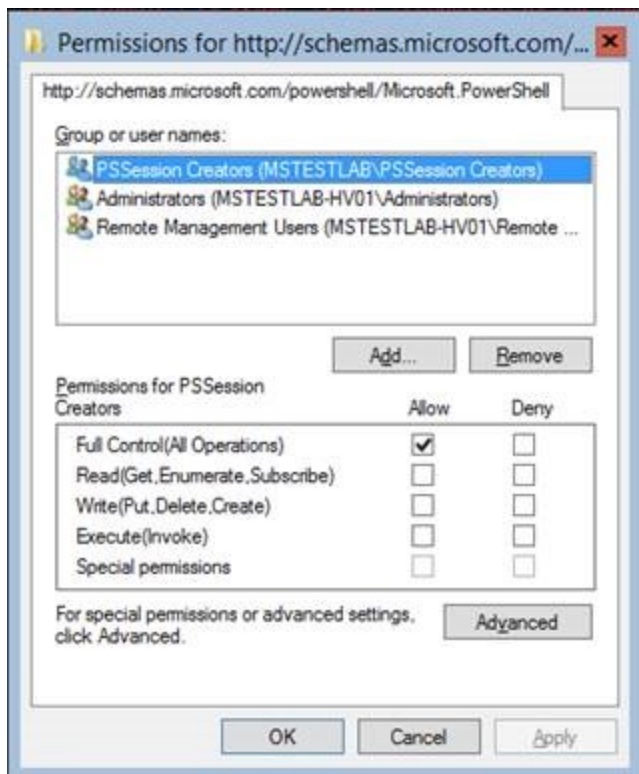 Permissions for http://schemas.microsoft.com/...
http://schemas.microsoft.com/powershell/Microsoft.PowerShell
Group or user names:
PSSession Creators (MSTESTLAB\PSSession Creators)
Administrators (MSTESTLAB-HV01\Administrators)
Remote Management Users (MSTESTLAB-HV01\Remote ...
Add... Remove
Permissions for PSSession
Creators Allow Deny
Full Control(All Operations)
Read(Get,Enumerate,Subscribe)
Write(Put,Delete,Create)
Execute(Invoke)
Special permissions
For special permissions or advanced settings,
click Advanced.
Advanced
OK Cancel Apply